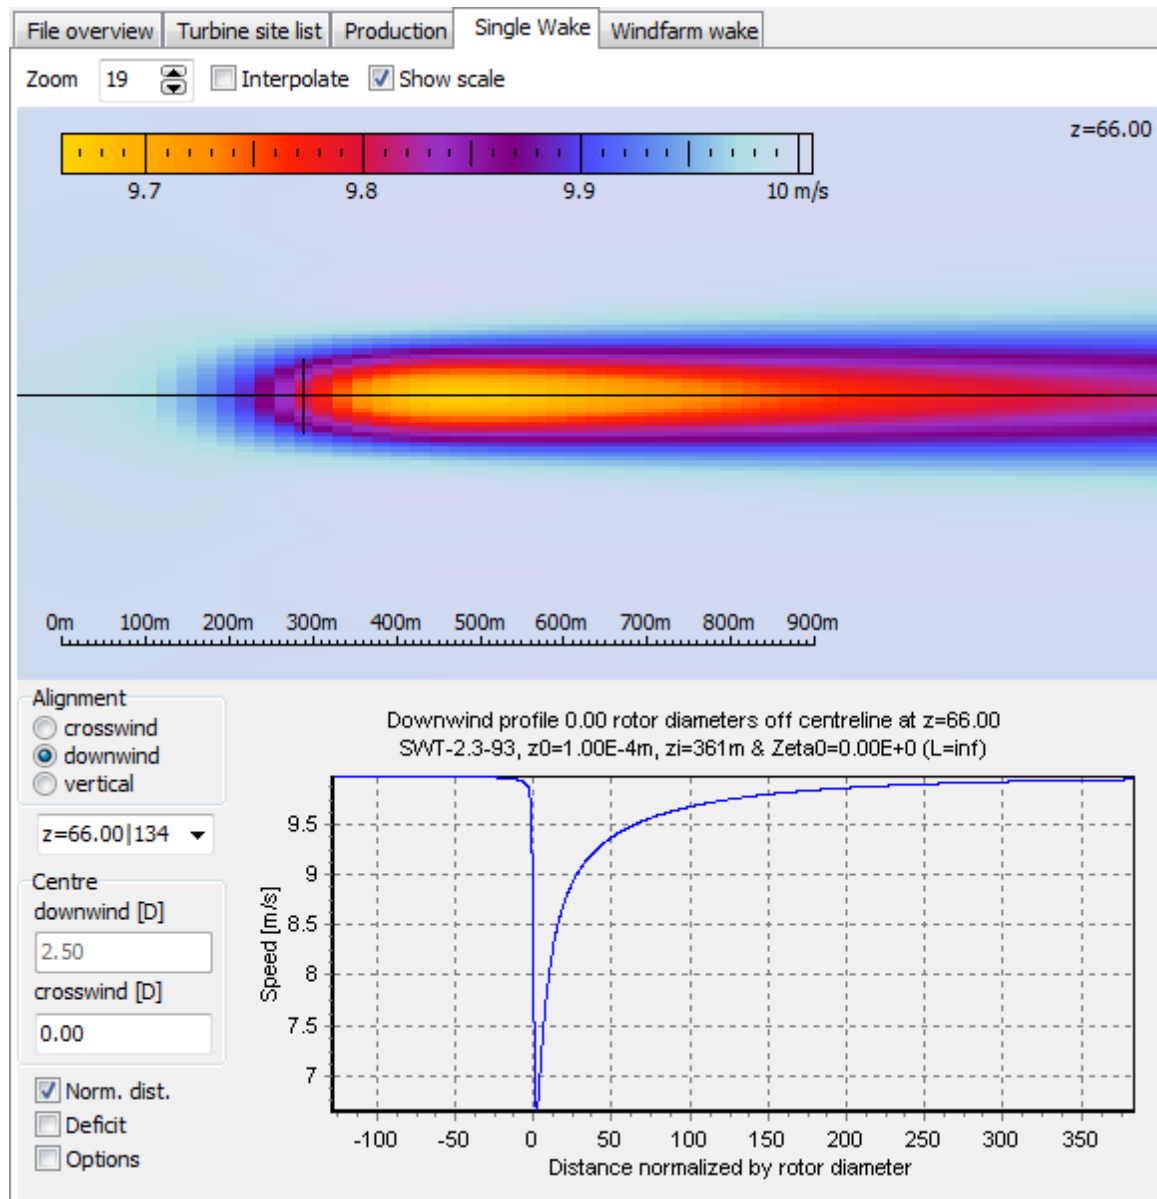 File overview Turbine site list Production Single Wake Windfarm wake
Zoom 19 Interpolate Show scale
z=66.00
9.7 9.8 9.9 10 m/s
0m 100m 200m 300m 400m 500m 600m 700m 800m 900m
Alignment
crosswind
downwind
vertical
z=66.00|134
Centre
downwind [D]
2.50
crosswind [D]
0.00
Norm. dist.
Deficit
Options
Downwind profile 0.00 rotor diameters off centreline at z=66.00
SWT-2.3-93, z0=1.00E-4m, zi=361m & Zeta0=0.00E+0 (L=inf)
Speed [m/s]
9.5
9
8.5
8
7.5
7
-100 -50 0 50 100 150 200 250 300 350
Distance normalized by rotor diameter